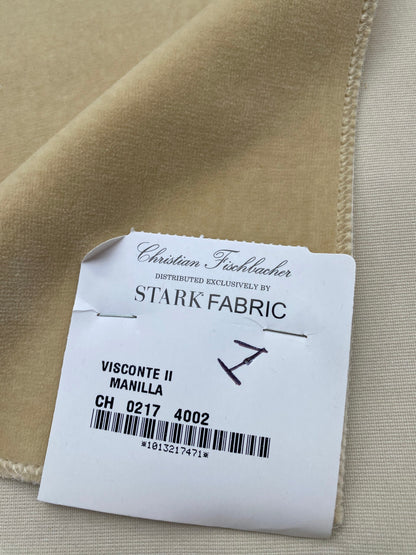 Christian Fischbacher
DISTRIBUTED EXCLUSIVELY BY
STARK FABRIC
VISCONTE II
MANILLA
CH 0217 4002
*1013217471*